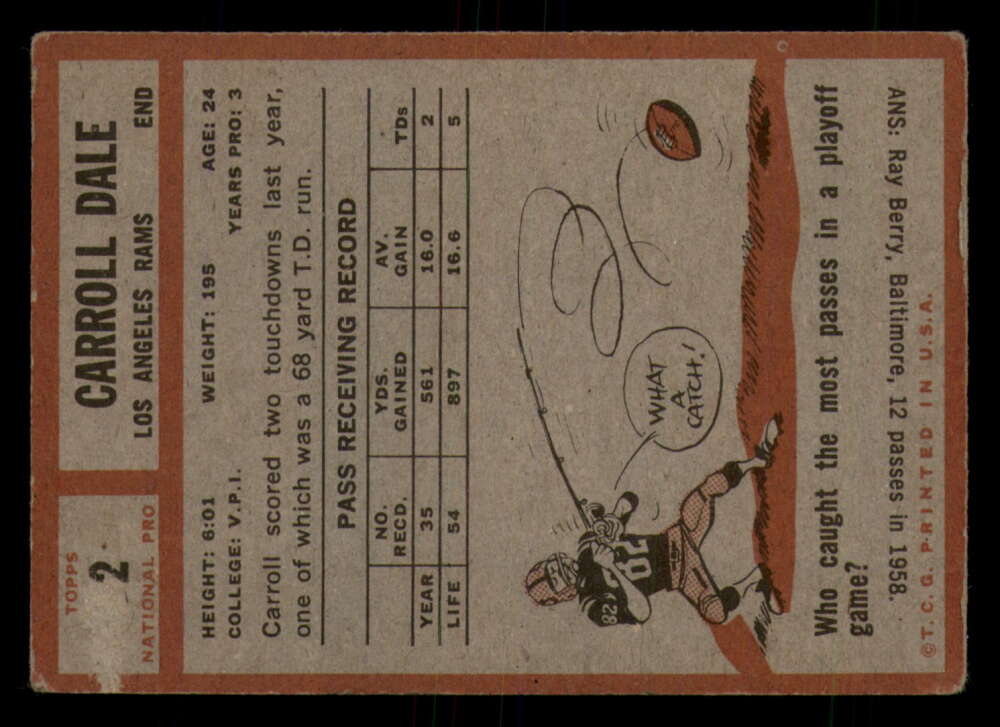 TOPPS
2
NATIONAL PRO
CARROLL DALE
LOS ANGELES RAMS END
HEIGHT: 6:01 WEIGHT: 195 AGE: 24
COLLEGE: V.P.I. YEARS PRO: 3
Carroll scored two touchdowns last year,
one of which was a 68 yard T.D. run.
PASS RECEIVING RECORD
NO. YDS. AV.
RECD. GAINED GAIN TDs
YEAR 35 561 16.0 2
LIFE 54 897 16.6 5
WHAT
A
CATCH!
82
82
Who caught the most passes in a playoff
game?
ANS: Ray Berry, Baltimore, 12 passes in 1958.
©T.C.G. PRINTED IN U.S.A.